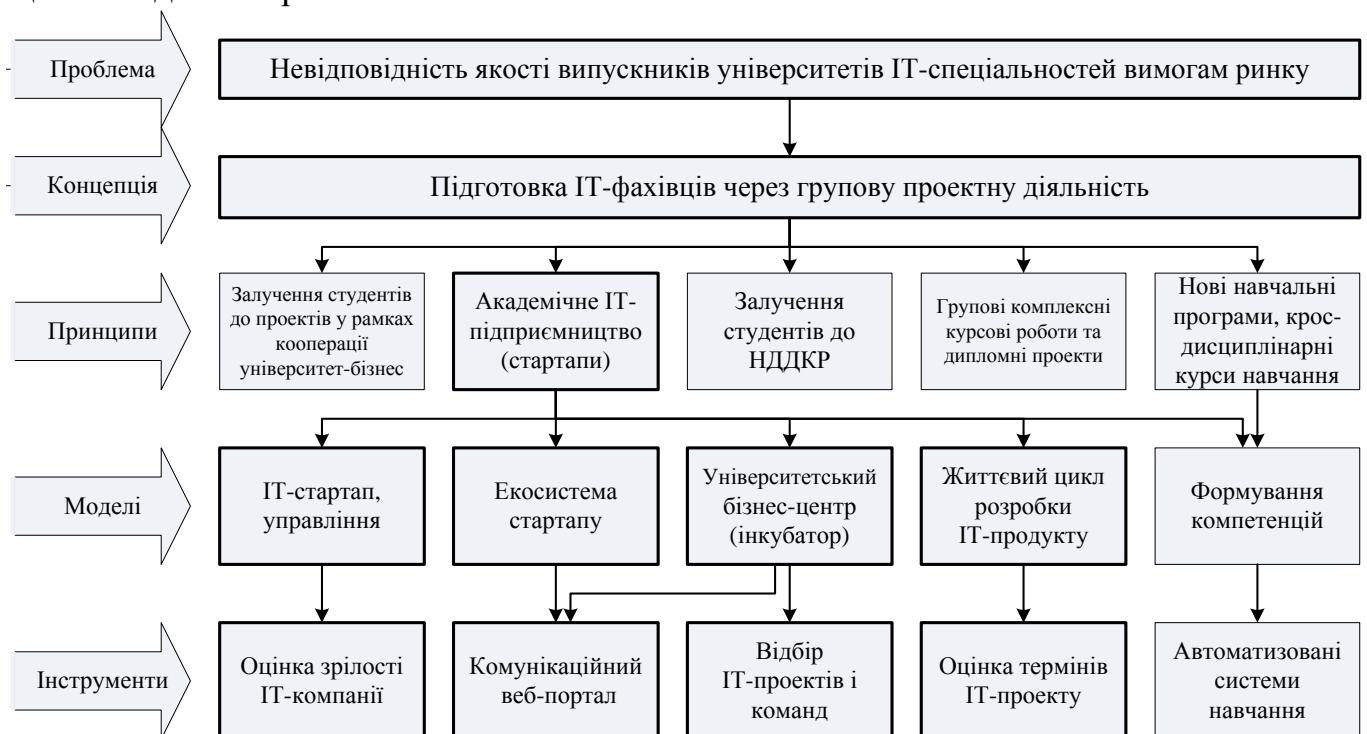 Проблема
Невідповідність якості випускників університетів ІТ-спеціальностей вимогам ринку
Концепція
Підготовка ІТ-фахівців через групову проектну діяльність
Принципи
Залучення студентів
до проектів у рамках
кооперації
університет-бізнес
Академічне ІТ-
підприємництво
(стартапи)
Залучення
студентів до
НДДКР
Групові комплексні
курсові роботи та
дипломні проекти
Нові навчальні
програми, крос-
дисциплінарні
курси навчання
Моделі
ІТ-стартап,
управління
Екосистема
стартапу
Університетський
бізнес-центр
(інкубатор)
Життєвий цикл
розробки
ІТ-продукту
Формування
компетенцій
Інструменти
Оцінка зрілості
ІТ-компанії
Комунікаційний
веб-портал
Відбір
ІТ-проектів і
команд
Оцінка термінів
ІТ-проекту
Автоматизовані
системи
навчання